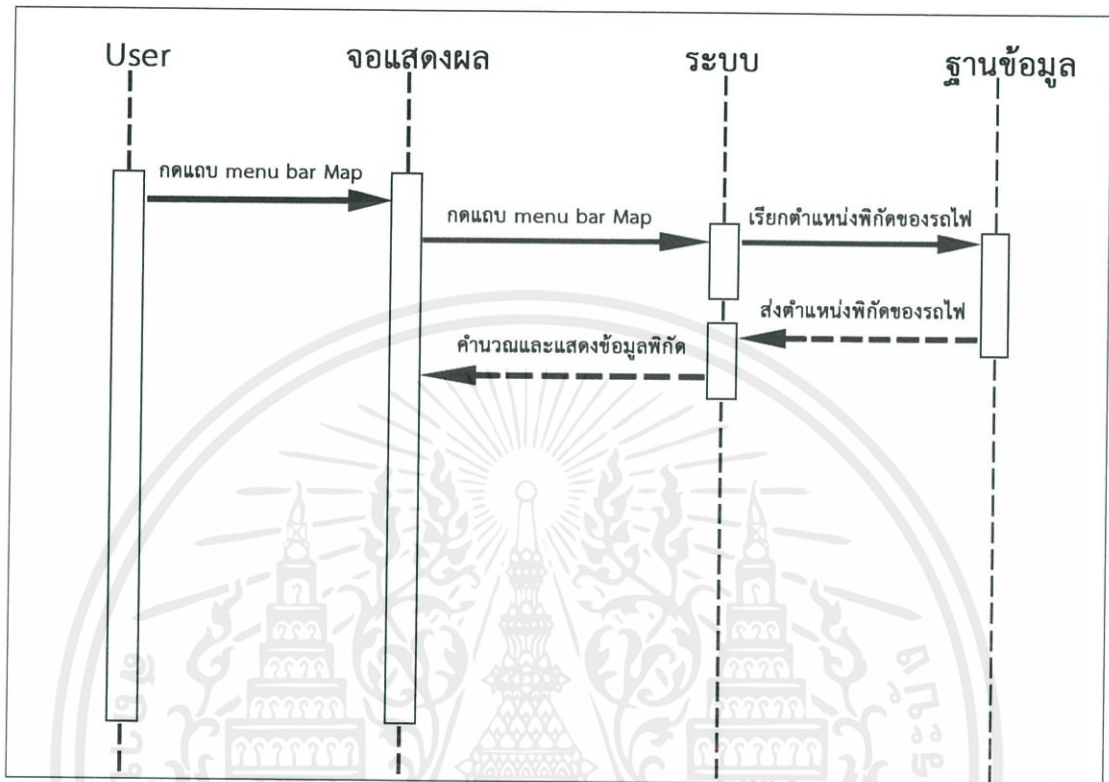 User จอแสดงผล ระบบ ฐานข้อมูล
กดแถบ menu bar Map
กดแถบ menu bar Map
เรียกตำแหน่งพิกัดของรถไฟ
ส่งตำแหน่งพิกัดของรถไฟ
คำนวณและแสดงข้อมูลพิกัด